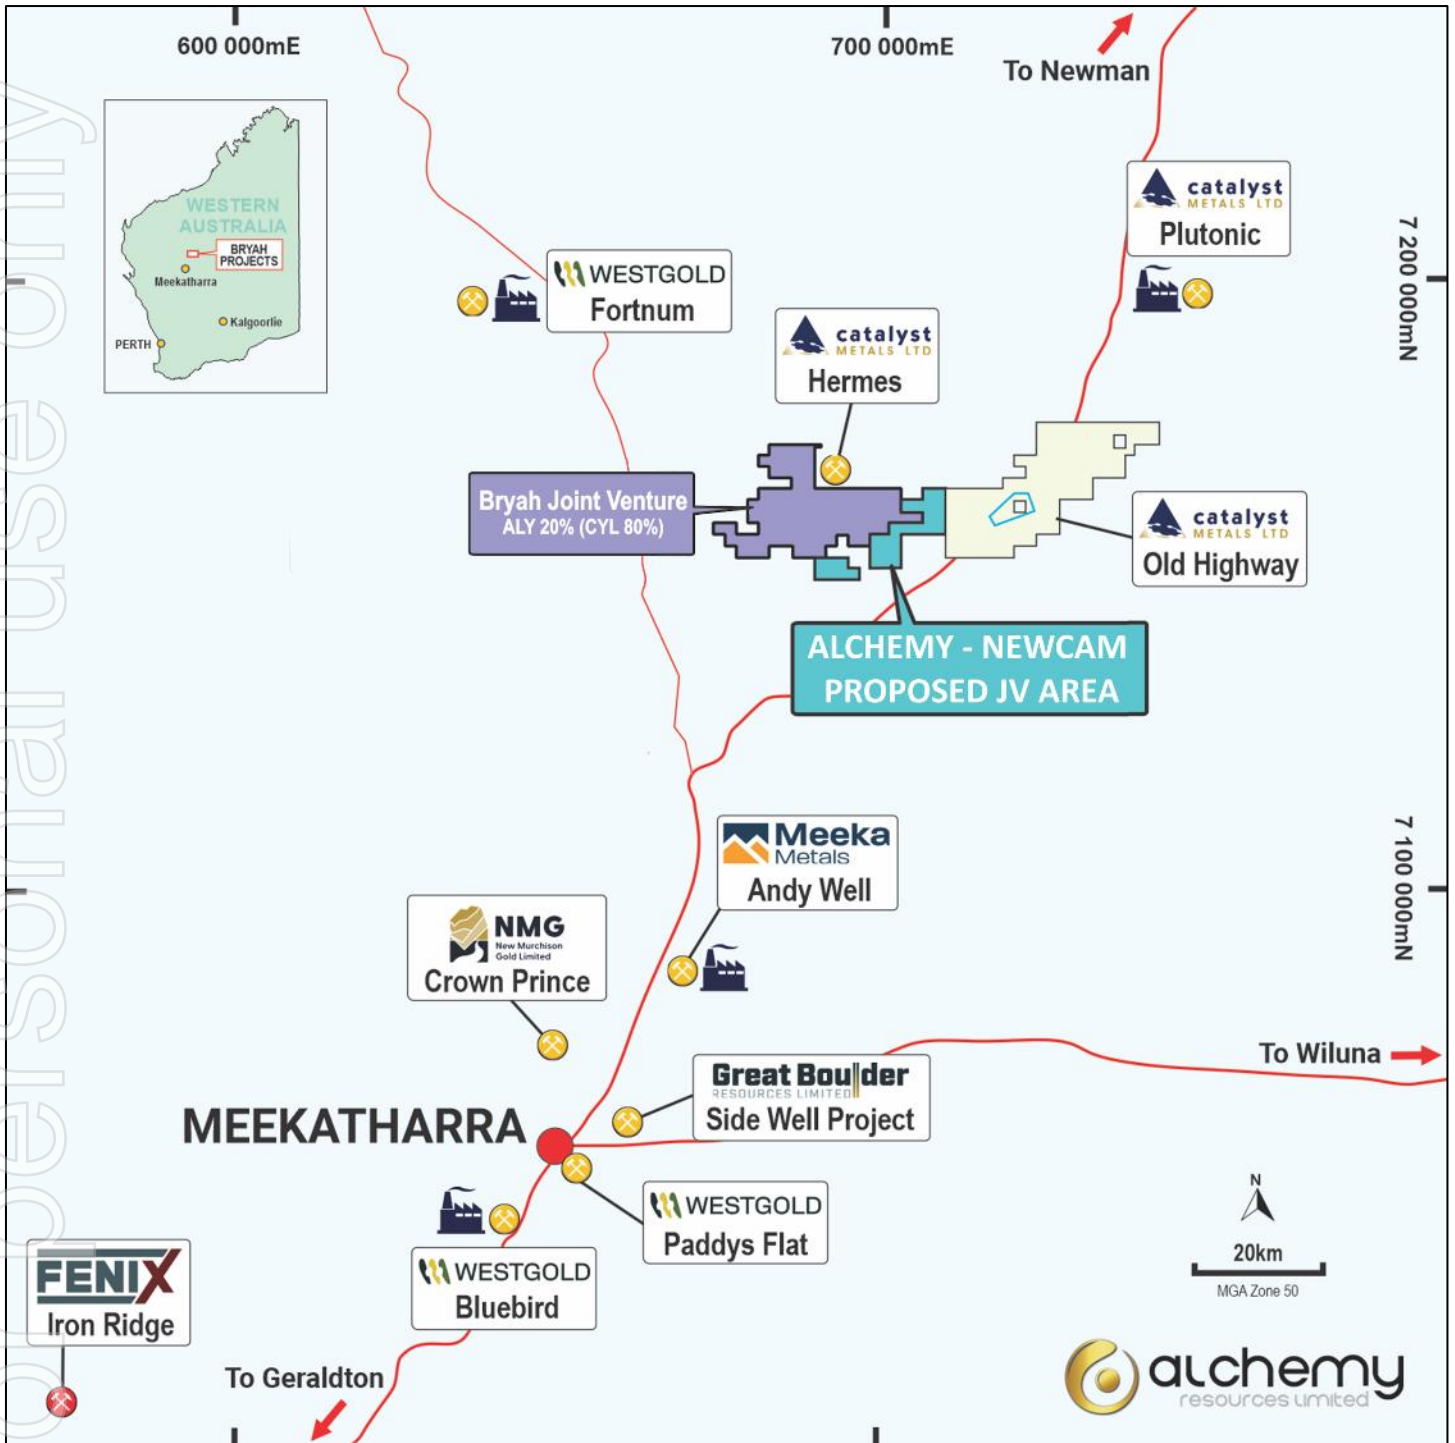 600 000mE
700 000mE
To Newman
WESTERN
AUSTRALIA
BRYAH
PROJECTS
Meekatharra
Kalgoorlie
PERTH
catalyst
METALS LTD
Plutonic
7 200 000mN
WESTGOLD
Fortnum
catalyst
METALS LTD
Hermes
Bryah Joint Venture
ALY 20% (CYL 80%)
catalyst
METALS LTD
Old Highway
ALCHEMY - NEWCAM
PROPOSED JV AREA
Meeka
Metals
Andy Well
7 100 000mN
NMG
New Murchison
Gold Limited
Crown Prince
To Wiluna
Great Boulder
RESOURCES LIMITED
Side Well Project
MEEKATHARRA
WESTGOLD
Paddys Flat
WESTGOLD
Bluebird
FENIX
Iron Ridge
N
20km
MGA Zone 50
To Geraldton
alchemy
resources limited
or personal use only